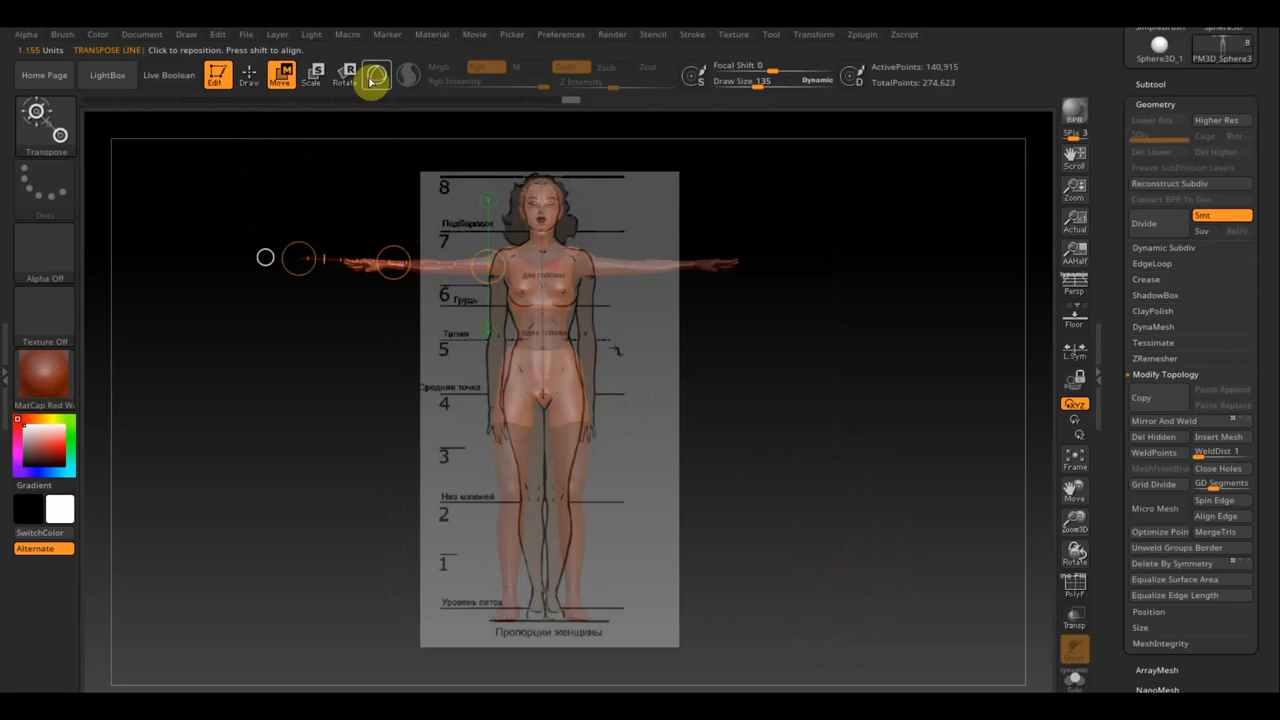 Alpha Brush Color Document Draw Edit File Layer Light Macro Marker Material Movie Picker Preferences Render Stencil Stroke Texture Tool Transform Zplugin Zscript
1.155 Units TRANSPOSE LINE| Click to reposition. Press shift to align.
Home Page LightBox Live Boolean Edit Draw Move Scale Rotate
Mrgb Rgb M Zadd Zsub Zcut
Rgb Intensity Z Intensity
Focal Shift 0
Draw Size 135 Dynamic
ActivePoints: 140,915
TotalPoints: 274,623
Transpose
Dots
Alpha Off
Texture Off
MatCap Red W
Gradient
SwitchColor
Alternate
8
Подбородок
7
две головы
6
Грудь
Талия
5
одна голова
Средняя точка
4
3
Низ коленей
2
1
Уровень пяток
Пропорции женщины
BPR
SPix 3
Scroll
Zoom
Actual
AAHalf
Dynamic
Persp
Floor
L.Sym
XYZ
Frame
Move
Zoom3D
Rotate
Line Fill
PolyF
Transp
Ghost
Dynamic
Solo
SimpleBrush Sphere3D
8
Sphere3D_1 PM3D_Sphere3
Subtool
Geometry
Lower Res Higher Res
SDiv Cage Rstr
Del Lower Del Higher
Freeze SubDivision Levels
Reconstruct Subdiv
Convert BPR To Geo
Divide Smt
Suv ReUV
Dynamic Subdiv
EdgeLoop
Crease
ShadowBox
ClayPolish
DynaMesh
Tessimate
ZRemesher
Modify Topology
Copy Paste Append
Paste Replace
Mirror And Weld
Del Hidden Insert Mesh
WeldPoints WeldDist 1
MeshFromBru Close Holes
Grid Divide GD Segments
Micro Mesh Spin Edge
Align Edge
Optimize Poin MergeTris
Unweld Groups Border
Delete By Symmetry
Equalize Surface Area
Equalize Edge Length
Position
Size
MeshIntegrity
ArrayMesh
NanoMesh